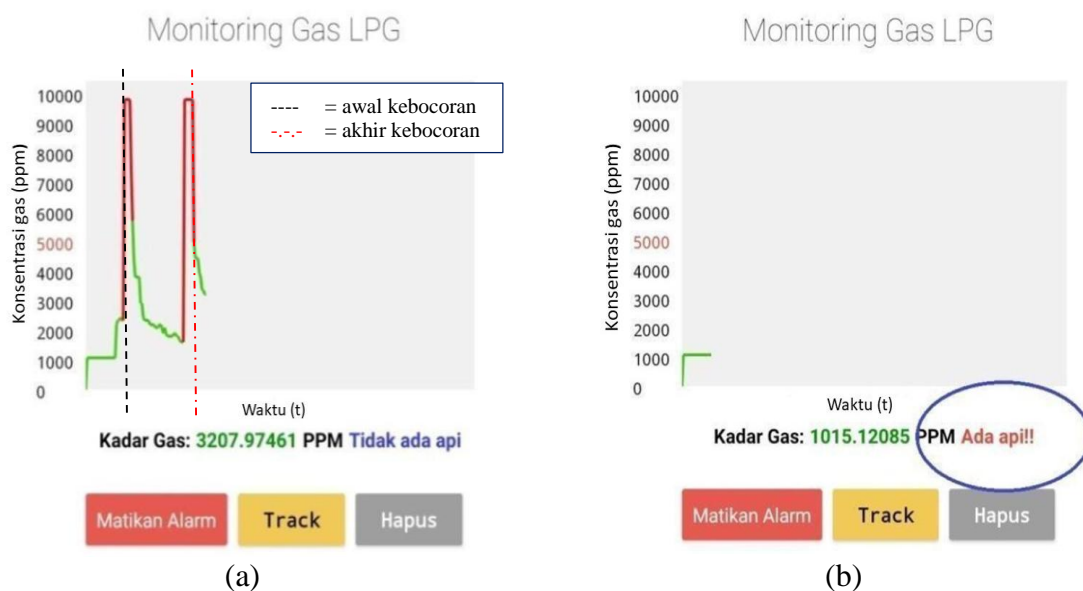 Monitoring Gas LPG
Konsentrasi gas (ppm)
10000
9000
8000
7000
6000
5000
4000
3000
2000
1000
0
---- = awal kebocoran
-.-.- = akhir kebocoran
Waktu (t)
Kadar Gas: 3207.97461 PPM Tidak ada api
Matikan Alarm Track Hapus
(a)
Monitoring Gas LPG
Konsentrasi gas (ppm)
10000
9000
8000
7000
6000
5000
4000
3000
2000
1000
0
Waktu (t)
Kadar Gas: 1015.12085 PPM Ada api!!
Matikan Alarm Track Hapus
(b)